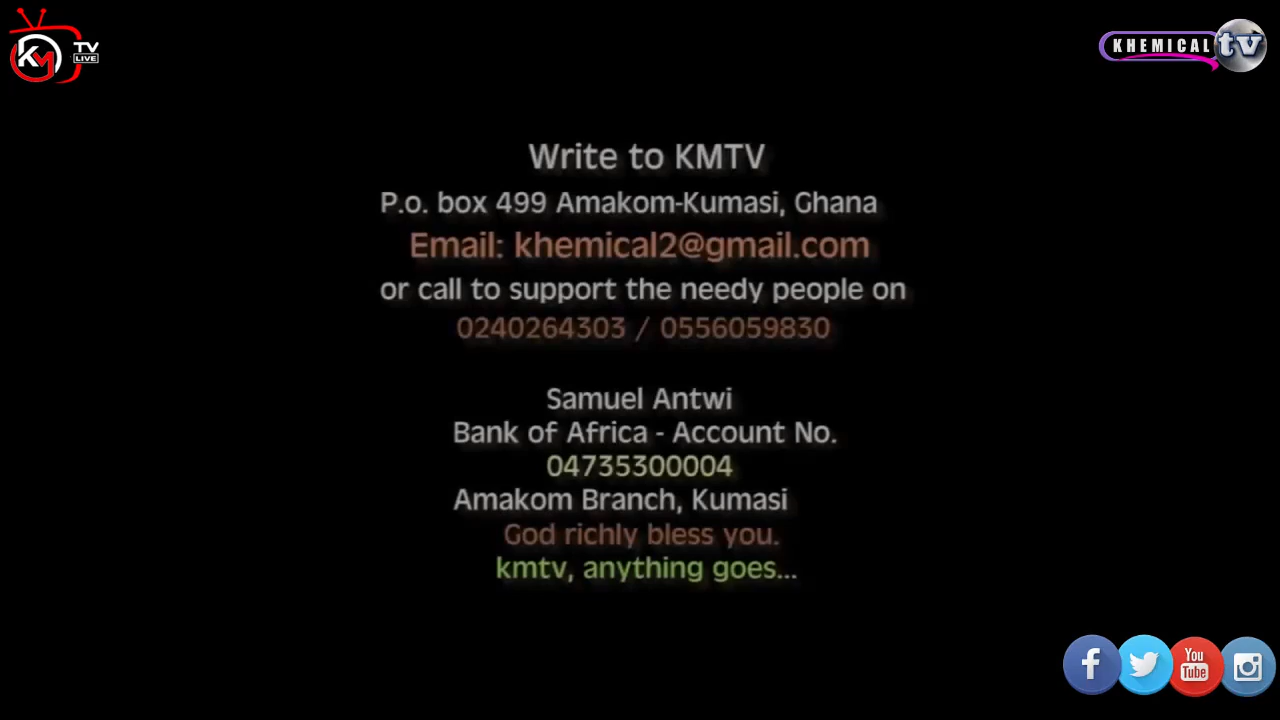 KM TV LIVE
KHEMICAL tv
Write to KMTV
P.o. box 499 Amakom-Kumasi, Ghana
Email: khemical2@gmail.com
or call to support the needy people on
0240264303 / 0556059830
Samuel Antwi
Bank of Africa - Account No.
04735300004
Amakom Branch, Kumasi
God richly bless you.
kmtv, anything goes...
You Tube